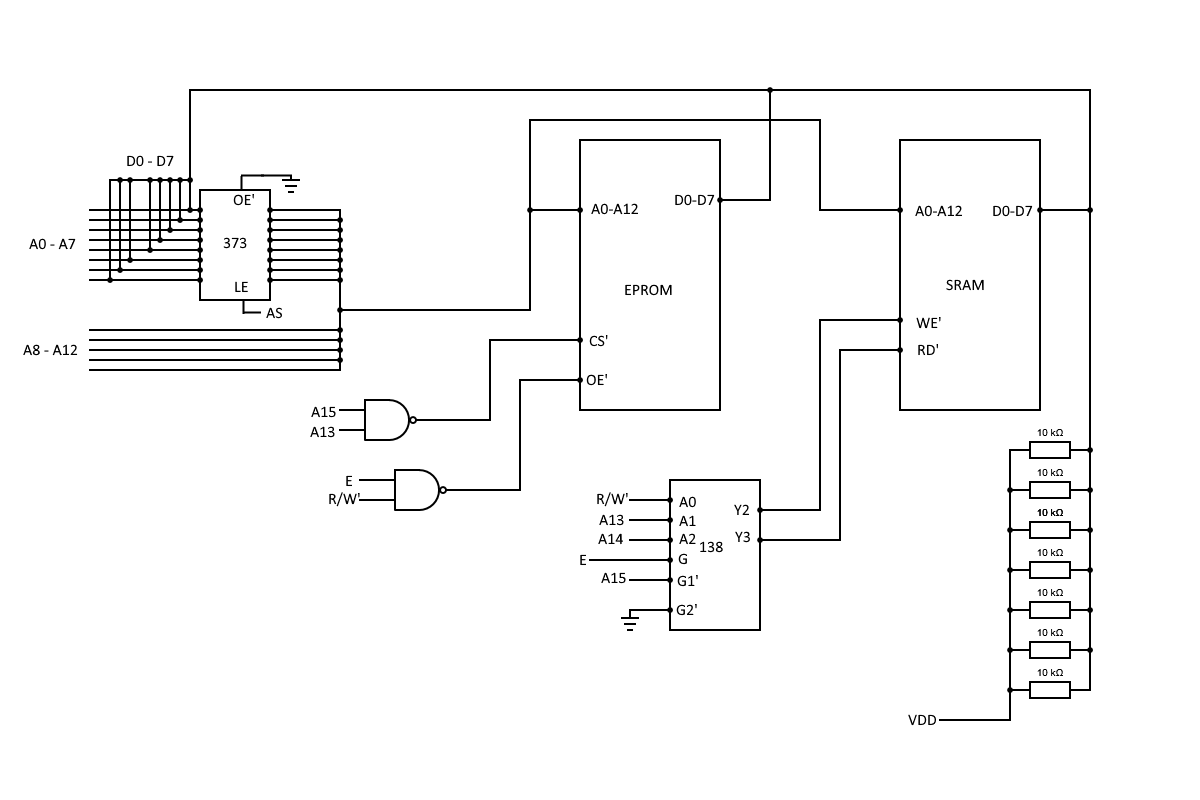 D0 - D7
OE'
A0 - A7
373
LE
AS
A8 - A12
A15
A13
E
R/W'
A0-A12
D0-D7
EPROM
CS'
OE'
A0-A12
D0-D7
SRAM
WE'
RD'
R/W'
A13
A14
E
A15
A0
A1
A2
138
G
G1'
G2'
Y2
Y3
10 kΩ
10 kΩ
10 kΩ
10 kΩ
10 kΩ
10 kΩ
10 kΩ
VDD